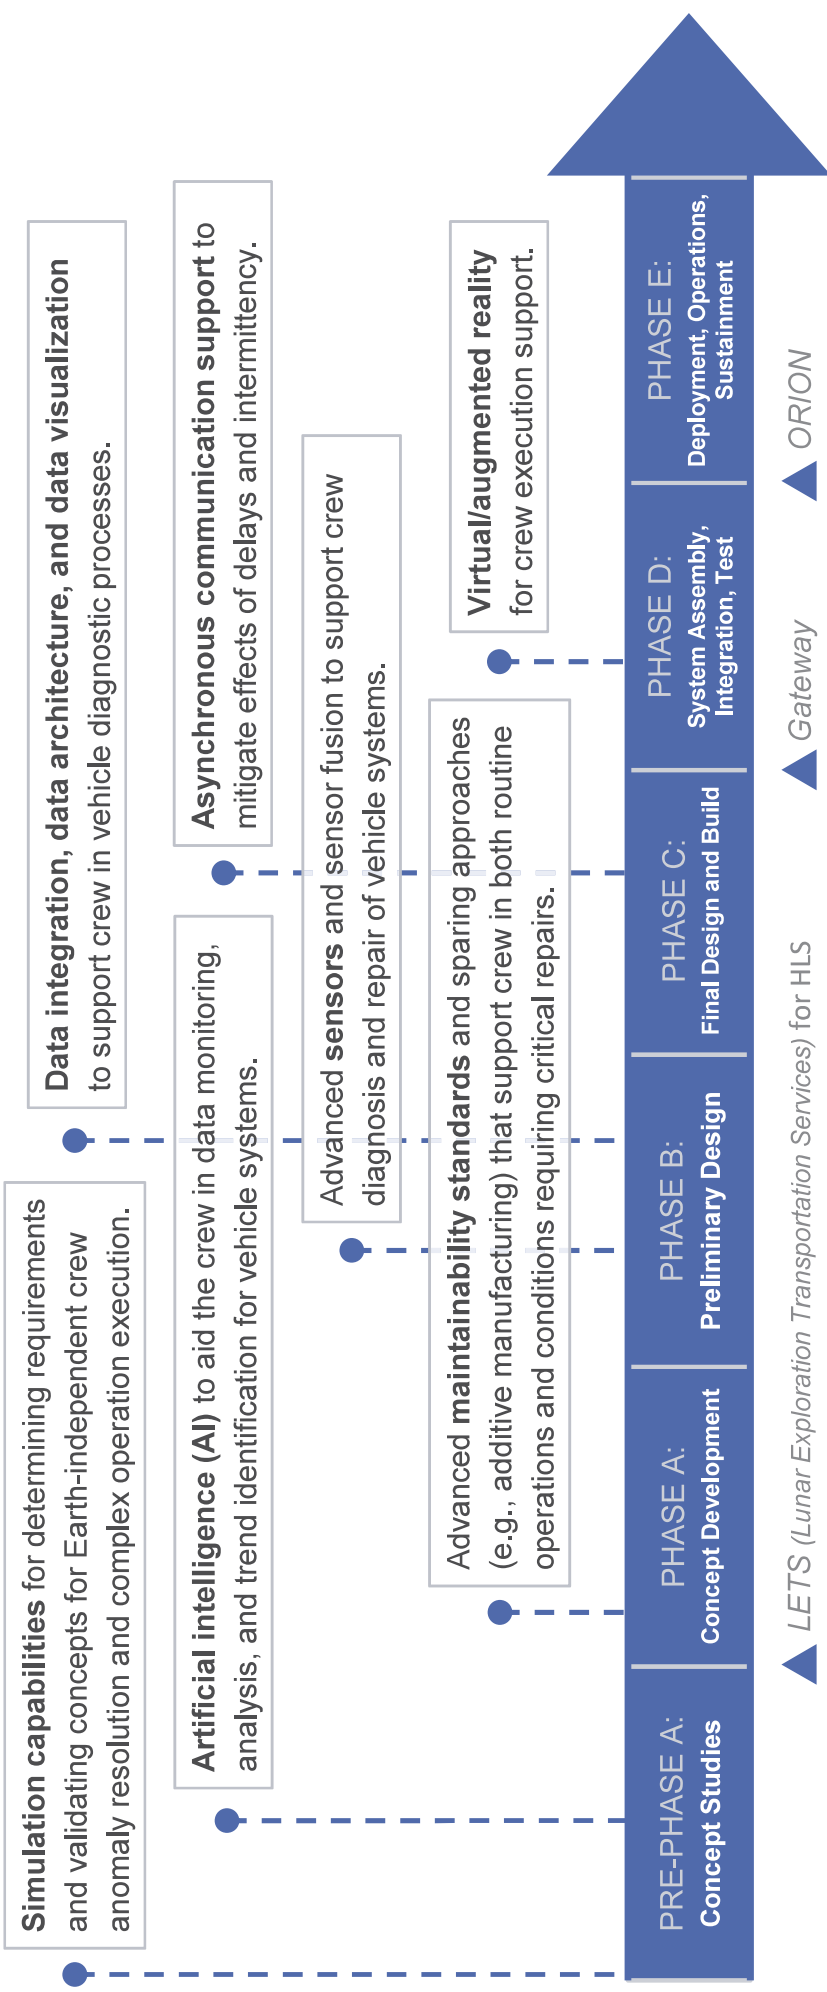 Simulation capabilities for determining requirements
and validating concepts for Earth-independent crew
anomaly resolution and complex operation execution.
Data integration, data architecture, and data visualization
to support crew in vehicle diagnostic processes.
Artificial intelligence (AI) to aid the crew in data monitoring,
analysis, and trend identification for vehicle systems.
Asynchronous communication support to
mitigate effects of delays and intermittency.
Advanced sensors and sensor fusion to support crew
diagnosis and repair of vehicle systems.
Advanced maintainability standards and sparing approaches
(e.g., additive manufacturing) that support crew in both routine
operations and conditions requiring critical repairs.
Virtual/augmented reality
for crew execution support.
PRE-PHASE A:
Concept Studies
PHASE A:
Concept Development
PHASE B:
Preliminary Design
PHASE C:
Final Design and Build
PHASE D:
System Assembly,
Integration, Test
PHASE E:
Deployment, Operations,
Sustainment
LETS (Lunar Exploration Transportation Services) for HLS
Gateway
ORION